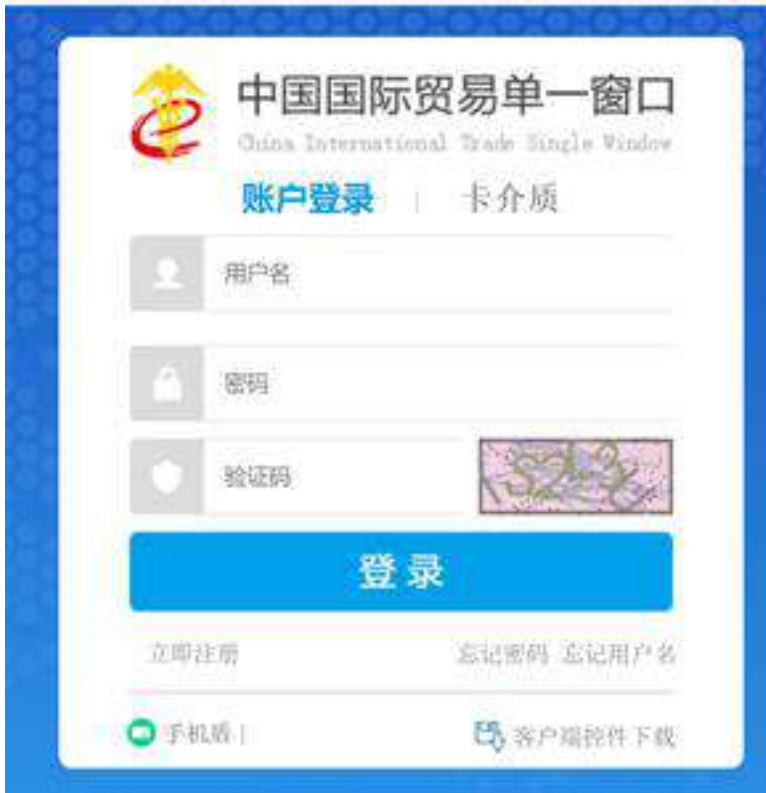 中国国际贸易单一窗口
China International Trade Single Window
账户登录 | 卡介质
用户名
密码
验证码
登录
立即注册 忘记密码 忘记用户名
手机盾 | 客户端控件下载